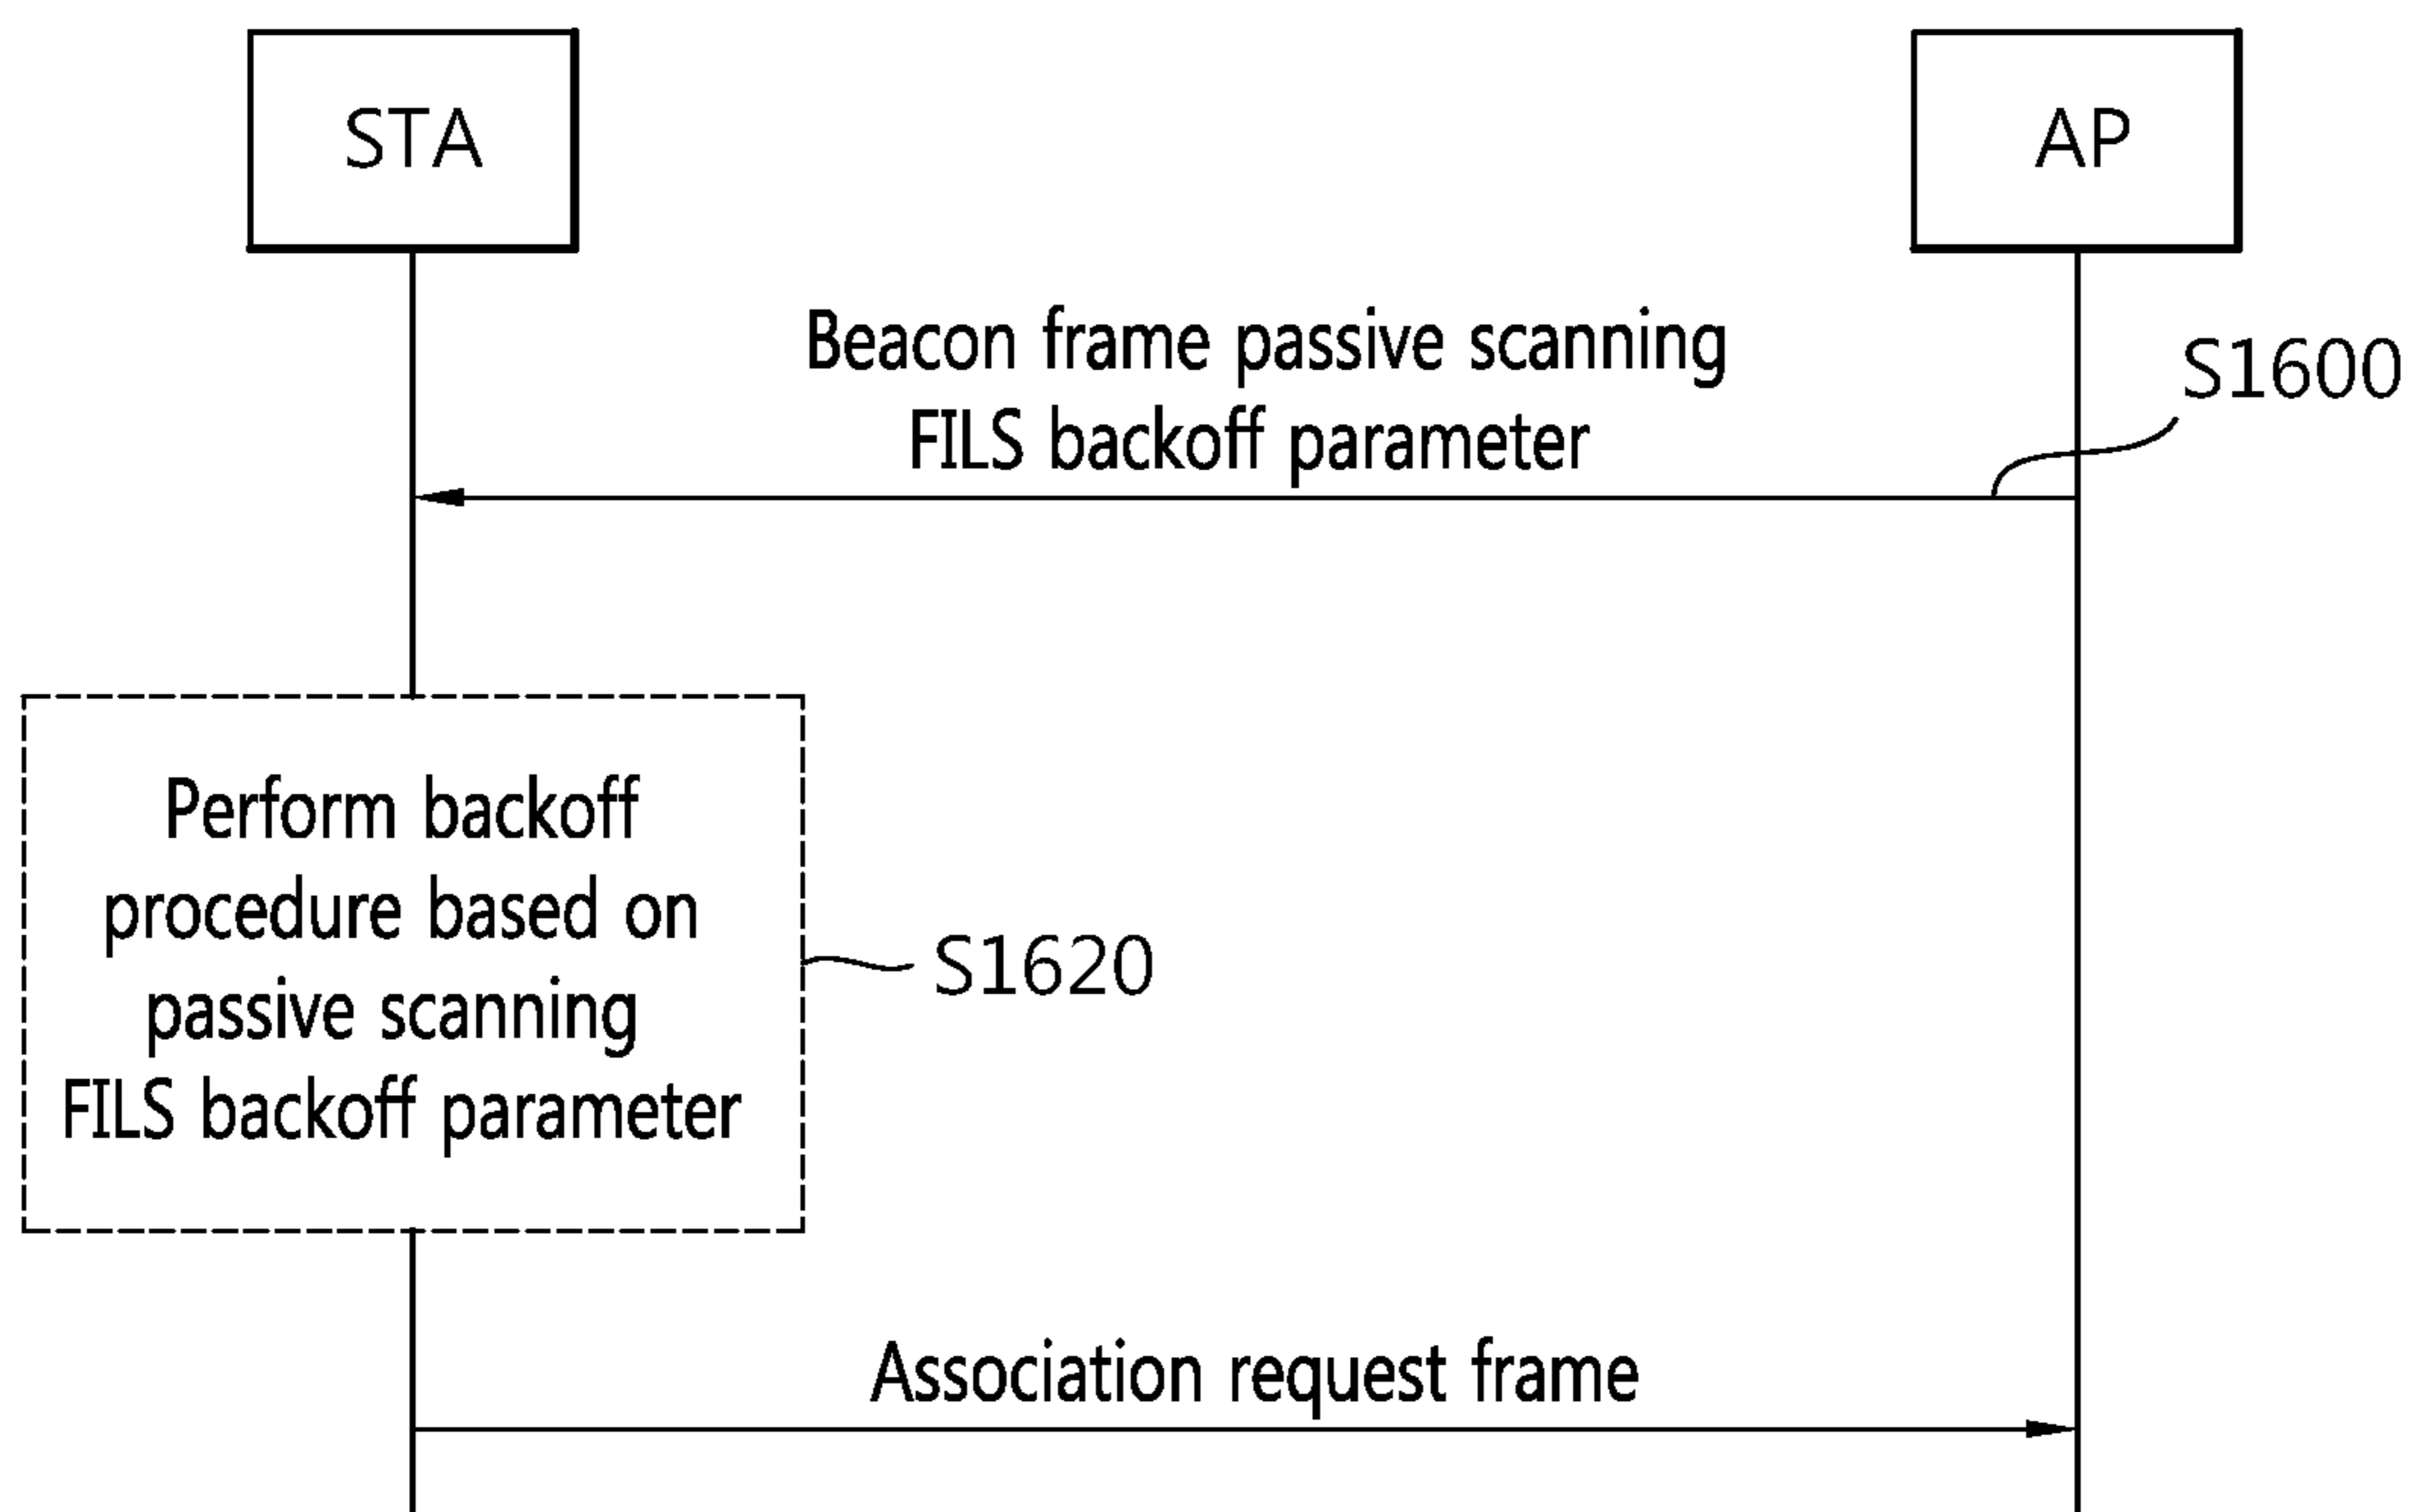 STA
AP
Beacon frame passive scanning
FILS backoff parameter
S1600
Perform backoff
procedure based on
passive scanning
FILS backoff parameter
S1620
Association request frame